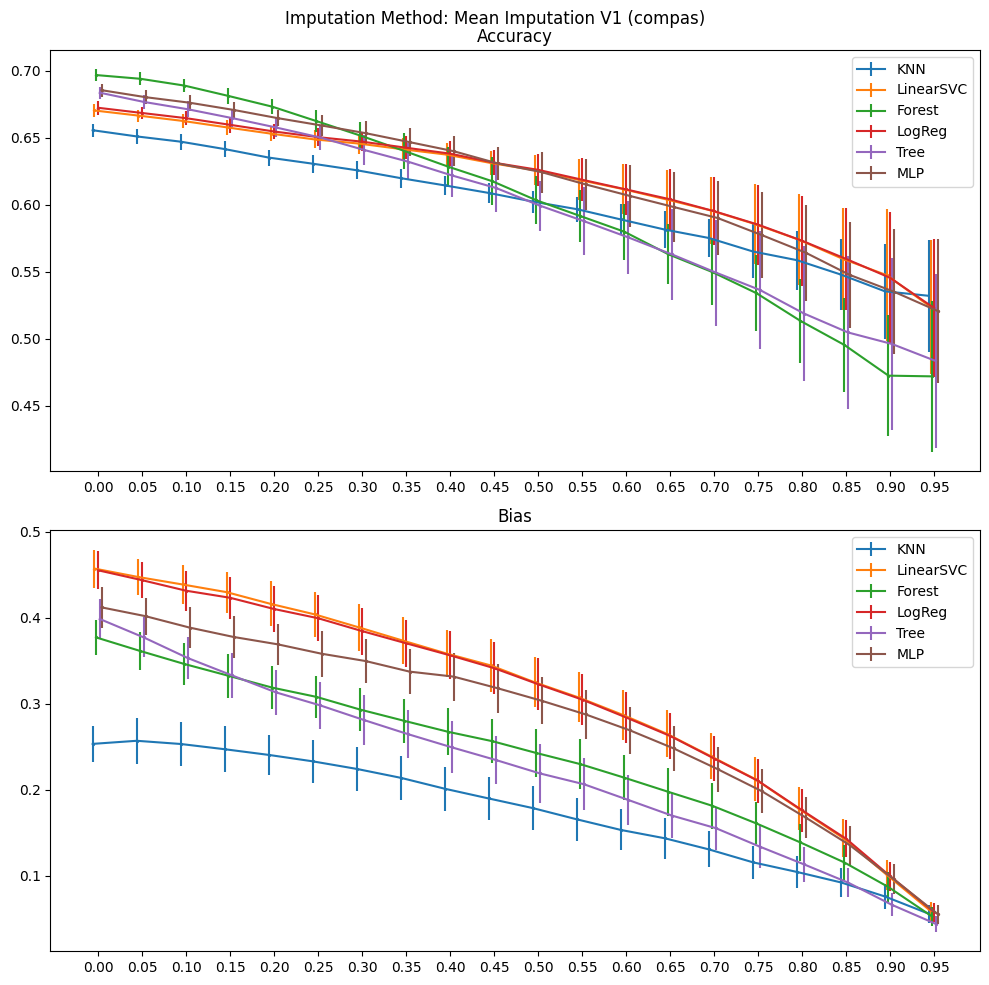 Imputation Method: Mean Imputation V1 (compas)
Accuracy
0.70
0.65
0.60
0.55
0.50
0.45
KNN
LinearSVC
Forest
LogReg
Tree
MLP
0.00 0.05 0.10 0.15 0.20 0.25 0.30 0.35 0.40 0.45 0.50 0.55 0.60 0.65 0.70 0.75 0.80 0.85 0.90 0.95
Bias
0.5
0.4
0.3
0.2
0.1
KNN
LinearSVC
Forest
LogReg
Tree
MLP
0.00 0.05 0.10 0.15 0.20 0.25 0.30 0.35 0.40 0.45 0.50 0.55 0.60 0.65 0.70 0.75 0.80 0.85 0.90 0.95